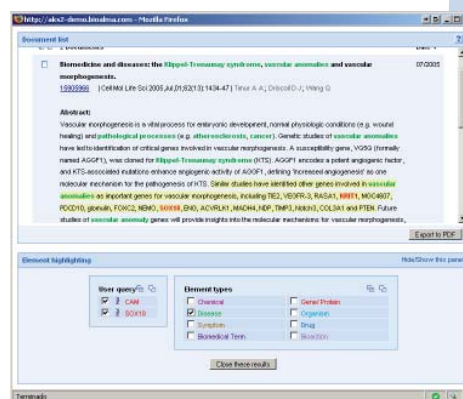 http://aks2-demo.bioalma.com - Mozilla Firefox
Document list
2 Documents
Biomedicine and diseases: the Klippel-Trenaunay syndrome, vascular anomalies and vascular
morphogenesis.
07/2005
15905966 | Cell Mol Life Sci 2005 Jul,01;62(13):1434-47 | Timur A A; Driscoll D J; Wang Q
Abstract:
Vascular morphogenesis is a vital process for embryonic development, normal physiologic conditions (e.g. wound
healing) and pathological processes (e.g. atherosclerosis, cancer). Genetic studies of vascular anomalies
have led to identification of critical genes involved in vascular morphogenesis. A susceptibility gene, VG5Q (formally
named AGGF1), was cloned for Klippel-Trenaunay syndrome (KTS). AGGF1 encodes a potent angiogenic factor,
and KTS-associated mutations enhance angiogenic activity of AGGF1, defining 'increased angiogenesis' as one
molecular mechanism for the pathogenesis of KTS. Similar studies have identified other genes involved in vascular
anomalies as important genes for vascular morphogenesis, including TIE2, VEGFR-3, RASA1, KRIT1, MGC4607,
PDCD10, glomulin, FOXC2, NEMO, SOX18, ENG, ACVRLK1, MADH4, NDP, TIMP3, Notch3, COL3A1 and PTEN. Future
studies of vascular anomaly genes will provide insights into the molecular mechanisms for vascular morphogenesis,
Export to PDF
Element highlighting
Hide/Show this panel
User query
CAM
SOX18
Element types
Chemical
Gene/Protein
Disease
Organism
Symptom
Drug
Biomedical Term
Bioaction
Close these results
Terminado